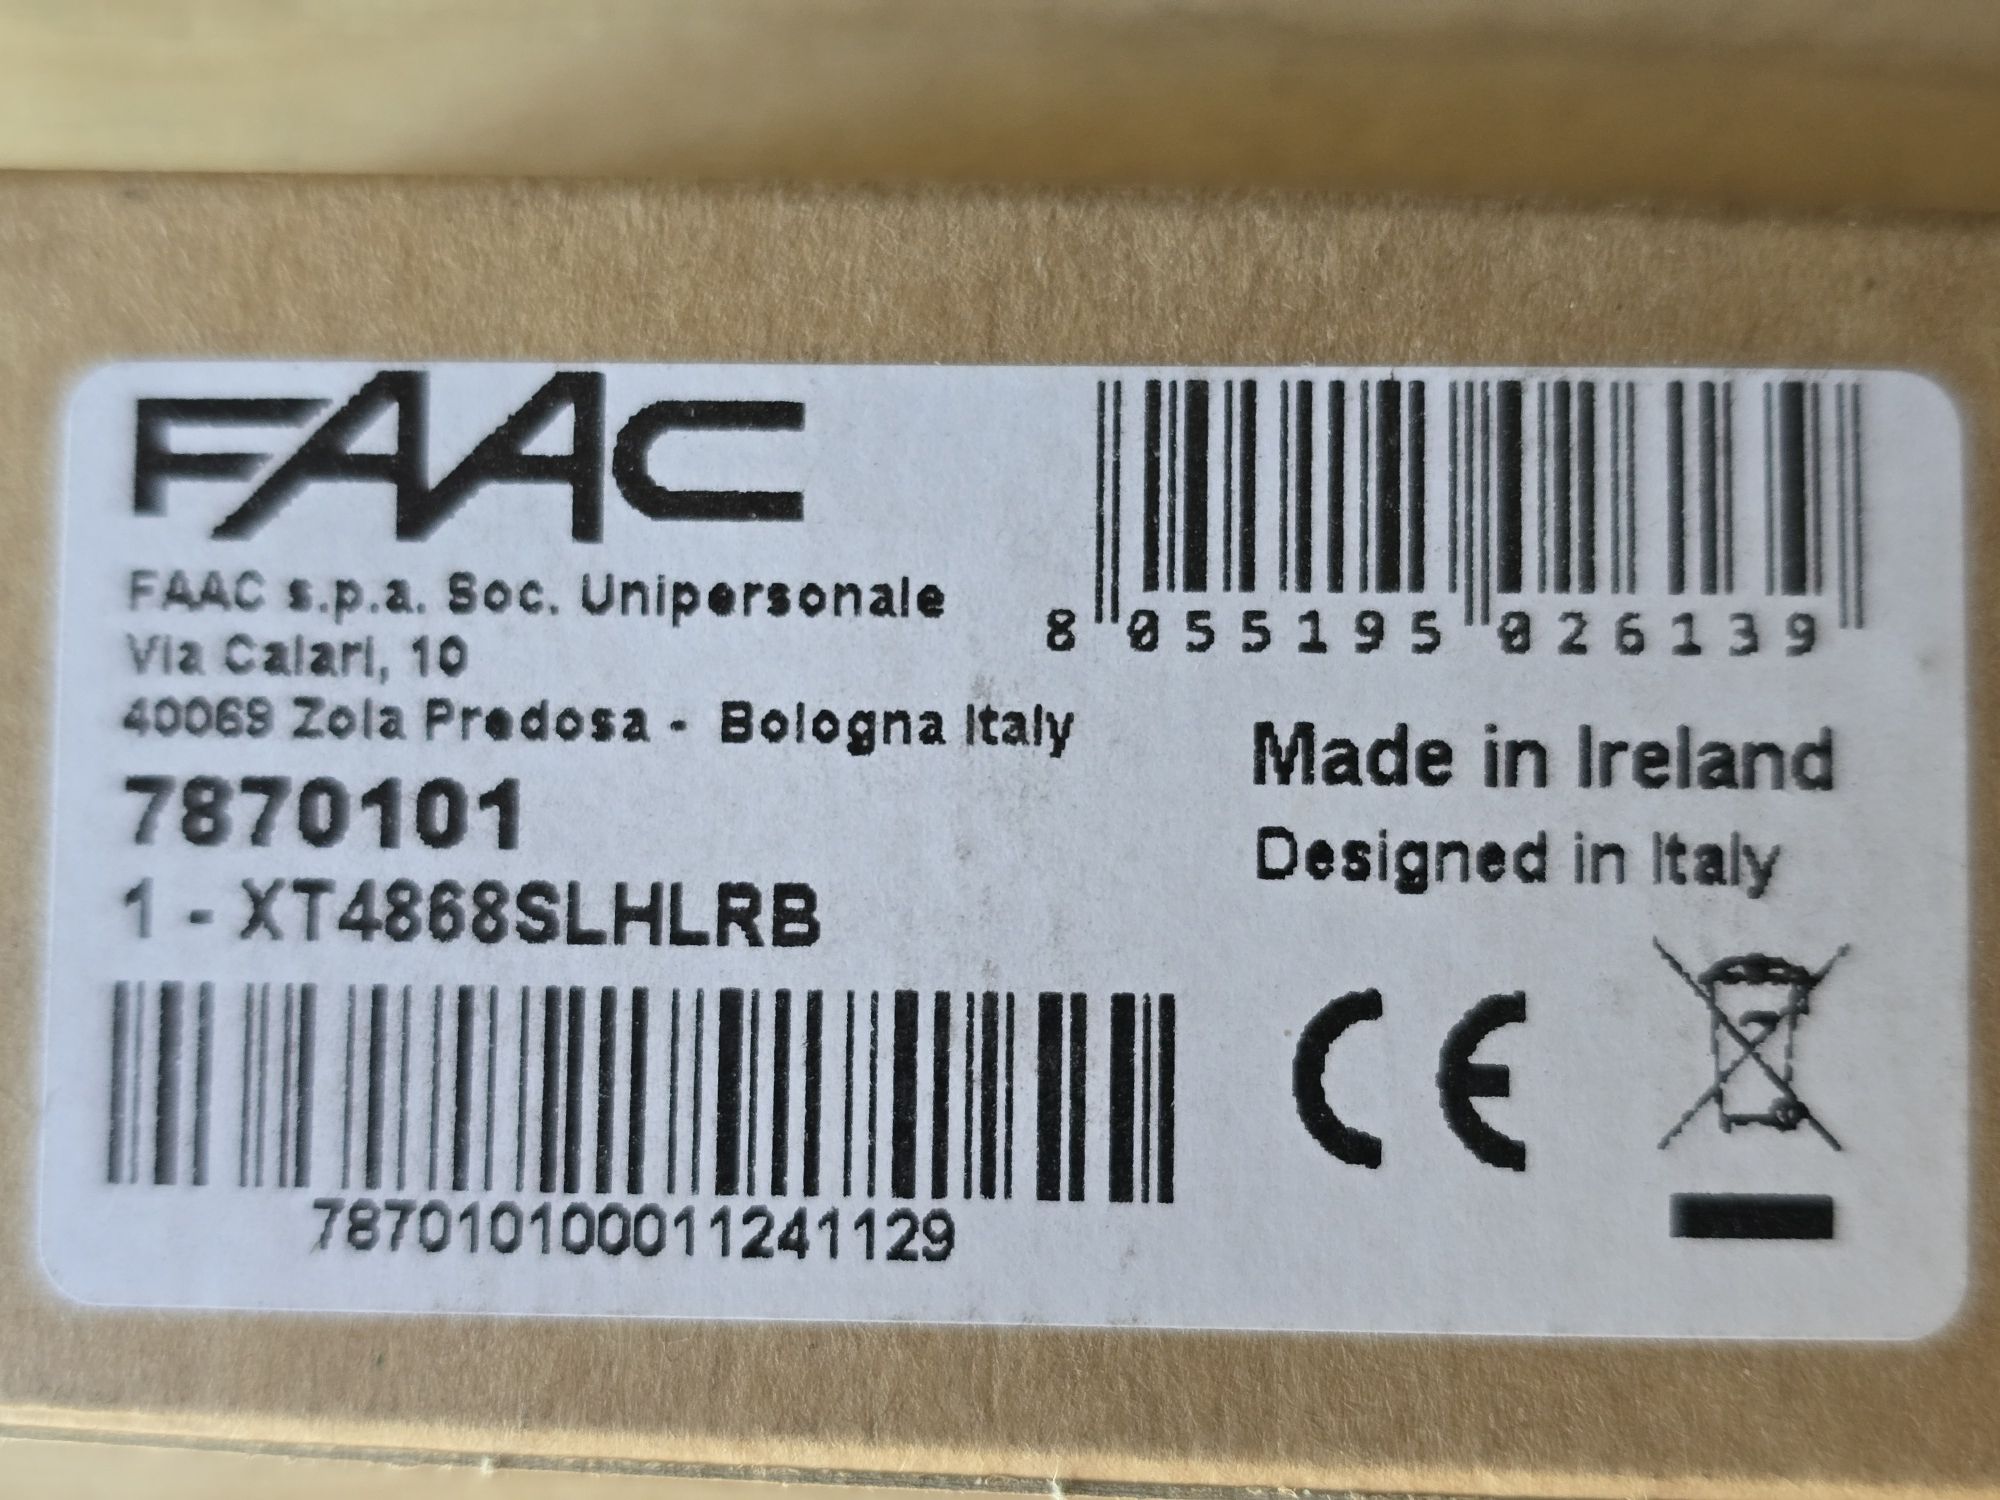 FAAC
FAAC s.p.a. Soc. Unipersonale
Via Calari, 10
40069 Zola Predosa - Bologna Italy
7870101
1 - XT4868SLHLRB
787010100011241129
8 055195 026139
Made in Ireland
Designed in Italy
CE